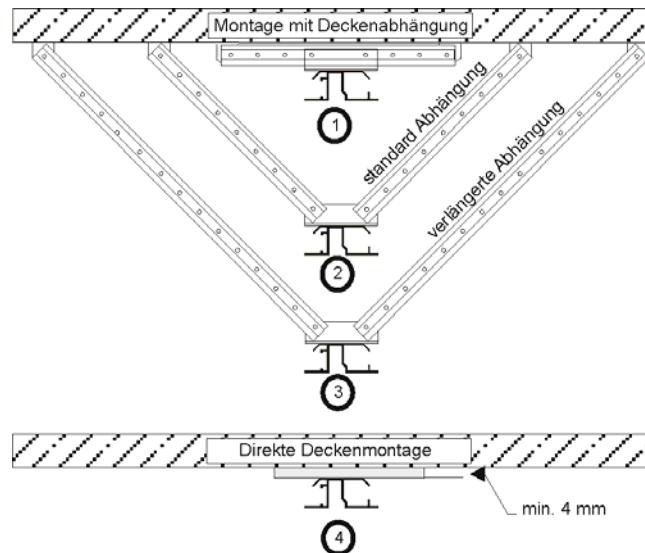 Montage mit Deckenabhängung
1
standard Abhängung
verlängerte Abhängung
2
3
Direkte Deckenmontage
min. 4 mm
4